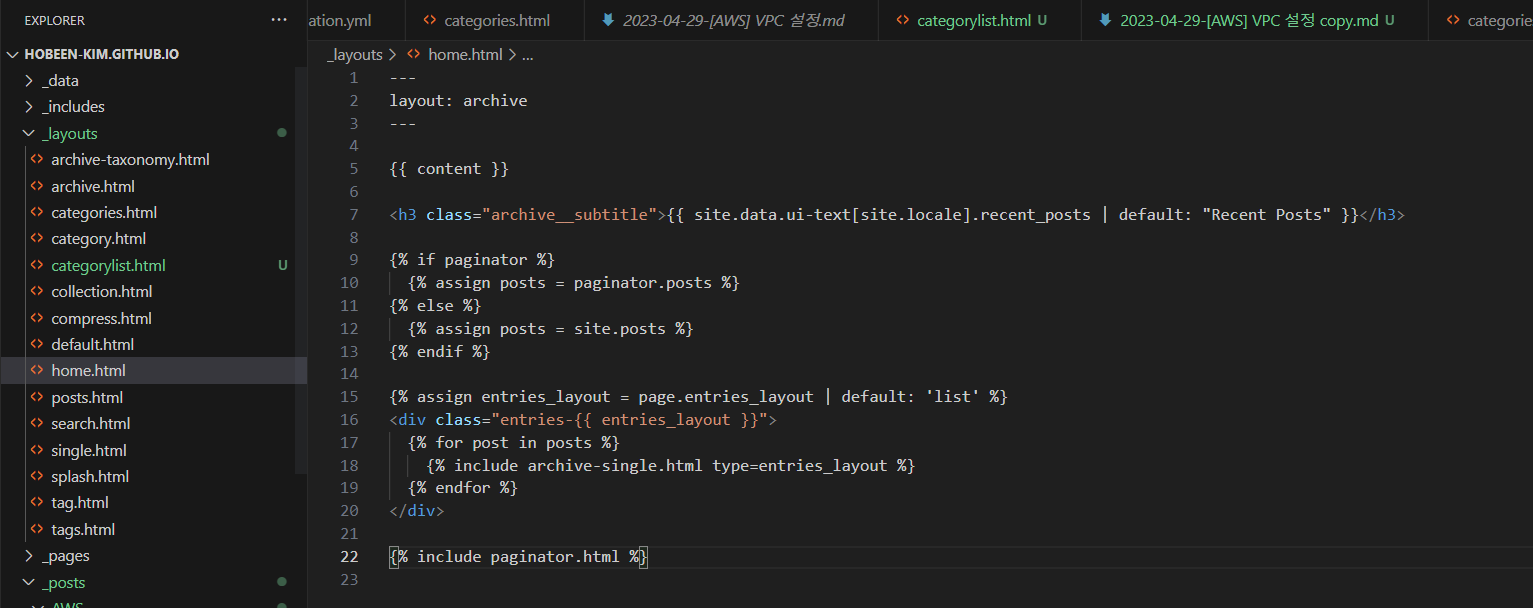 EXPLORER
...
HOBEEN-KIM.GITHUB.IO
_data
_includes
_layouts
archive-taxonomy.html
archive.html
categories.html
category.html
categorylist.html U
collection.html
compress.html
default.html
home.html
posts.html
search.html
single.html
splash.html
tag.html
tags.html
_pages
_posts
AWS
ation.yml
categories.html
2023-04-29-[AWS] VPC 설정.md
categorylist.html U
2023-04-29-[AWS] VPC 설정 copy.md U
categorie
_layouts > home.html > ...
1 ---
2 layout: archive
3 ---
4
5 {{ content }}
6
7 <h3 class="archive__subtitle">{{ site.data.ui-text[site.locale].recent_posts | default: "Recent Posts" }}</h3>
8
9 {% if paginator %}
10 {% assign posts = paginator.posts %}
11 {% else %}
12 {% assign posts = site.posts %}
13 {% endif %}
14
15 {% assign entries_layout = page.entries_layout | default: 'list' %}
16 <div class="entries-{{ entries_layout }}">
17 {% for post in posts %}
18 {% include archive-single.html type=entries_layout %}
19 {% endfor %}
20 </div>
21
22 {% include paginator.html %}
23